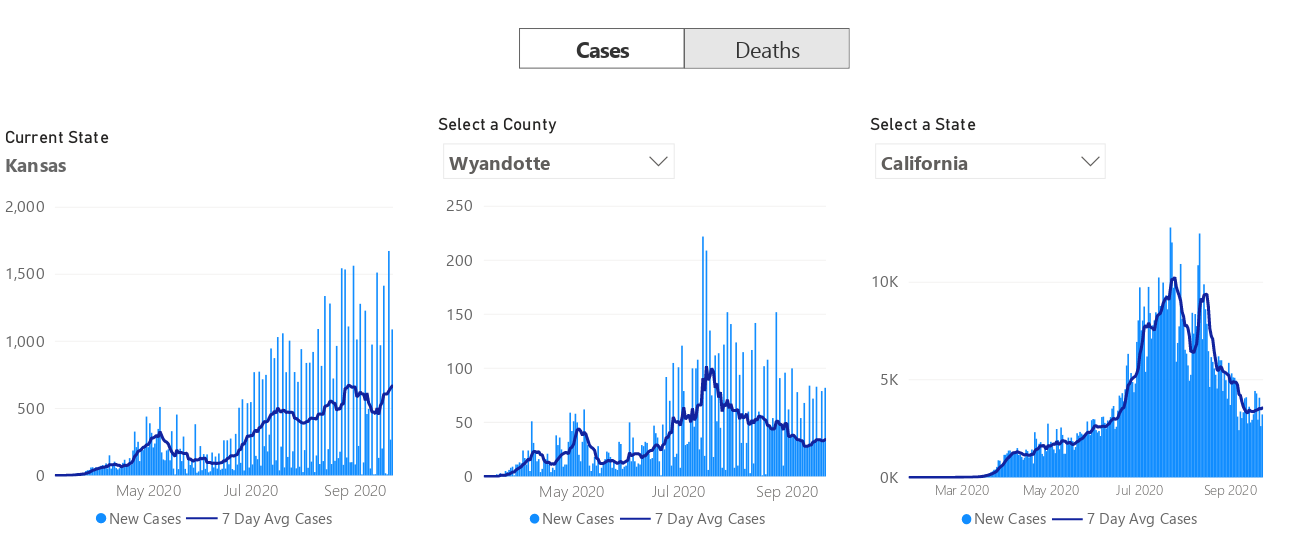 Cases Deaths
Current State
Kansas
2,000
1,500
1,000
500
0
May 2020 Jul 2020 Sep 2020
New Cases 7 Day Avg Cases
Select a County
Wyandotte
250
200
150
100
50
0
May 2020 Jul 2020 Sep 2020
New Cases 7 Day Avg Cases
Select a State
California
10K
5K
0K
Mar 2020 May 2020 Jul 2020 Sep 2020
New Cases 7 Day Avg Cases